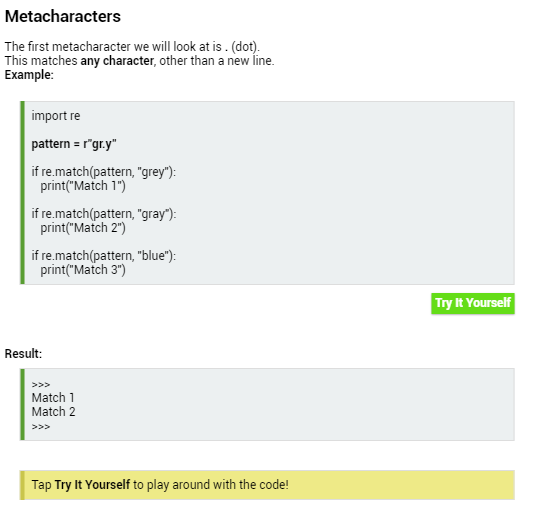 Metacharacters
The first metacharacter we will look at is . (dot).
This matches any character, other than a new line.
Example:
import re
pattern = r"gr.y"
if re.match(pattern, "grey"):
   print("Match 1")
if re.match(pattern, "gray"):
   print("Match 2")
if re.match(pattern, "blue"):
   print("Match 3")
Try It Yourself
Result:
>>>
Match 1
Match 2
>>>
Tap Try It Yourself to play around with the code!